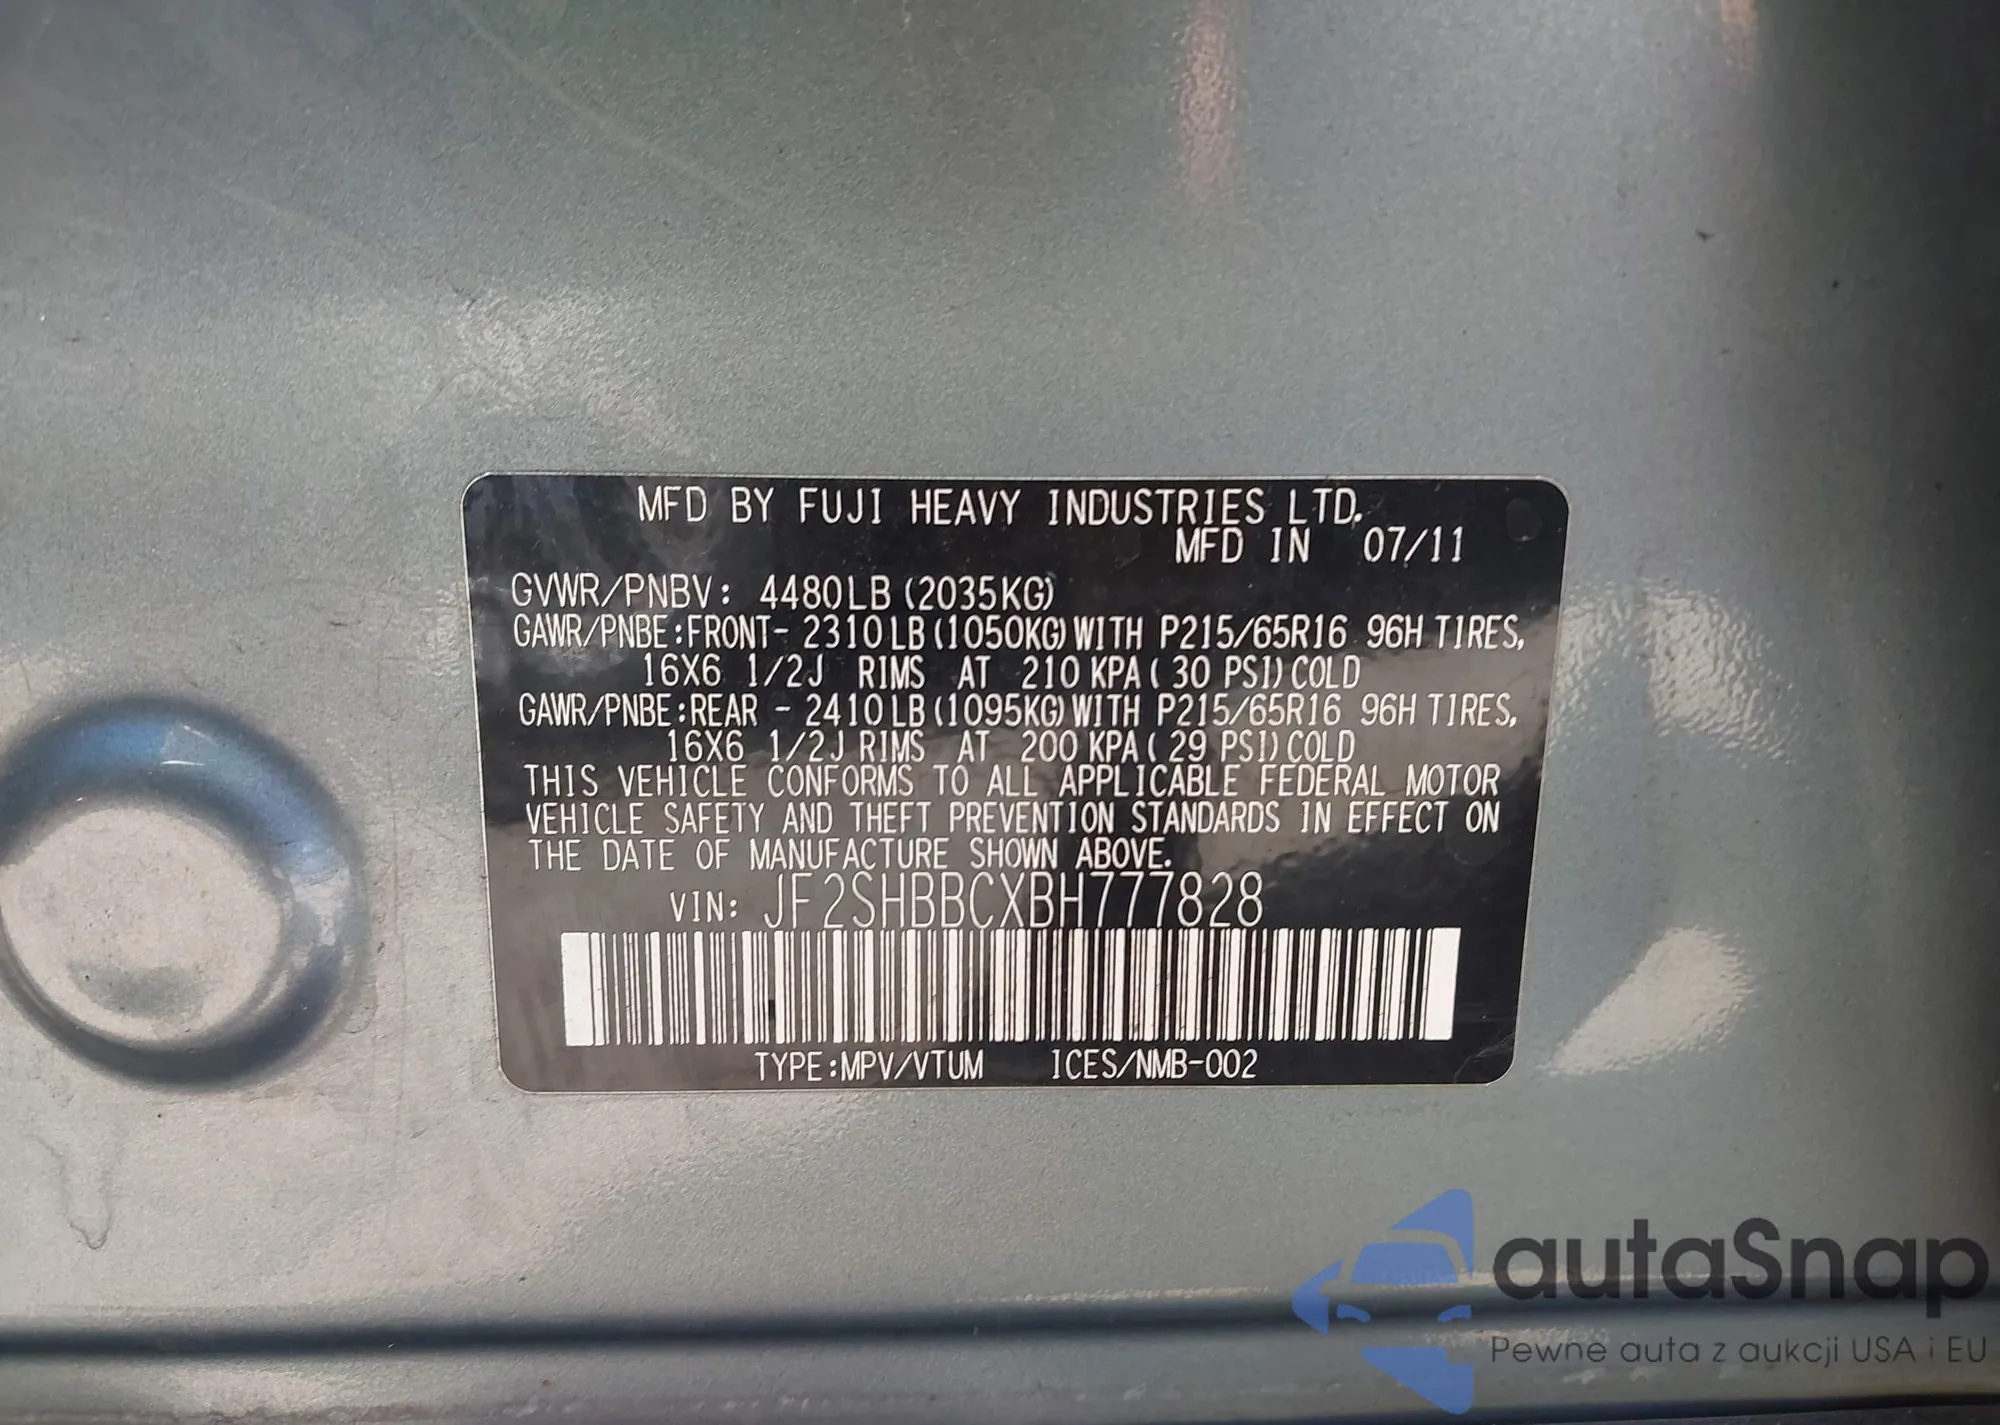 MFD BY FUJI HEAVY INDUSTRIES LTD.
MFD IN 07/11
GVWR/PNBV: 4480LB (2035KG)
GAWR/PNBE:FRONT- 2310LB(1050KG)WITH P215/65R16 96H TIRES,
16X6 1/2J RIMS AT 210 KPA( 30 PSI)COLD
GAWR/PNBE:REAR - 2410LB(1095KG)WITH P215/65R16 96H TIRES,
16X6 1/2J RIMS AT 200 KPA( 29 PSI)COLD
THIS VEHICLE CONFORMS TO ALL APPLICABLE FEDERAL MOTOR
VEHICLE SAFETY AND THEFT PREVENTION STANDARDS IN EFFECT ON
THE DATE OF MANUFACTURE SHOWN ABOVE.
VIN: JF2SHBBCXBH777828
TYPE:MPV/VTUM ICES/NMB-002
autaSnap
Pewne auta z aukcji USA i EU